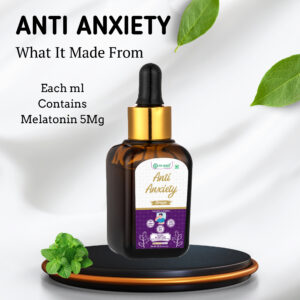 ANTI ANXIETY
What It Made From
Each ml
Contains
Melatonin 5Mg
Anti
Anxiety